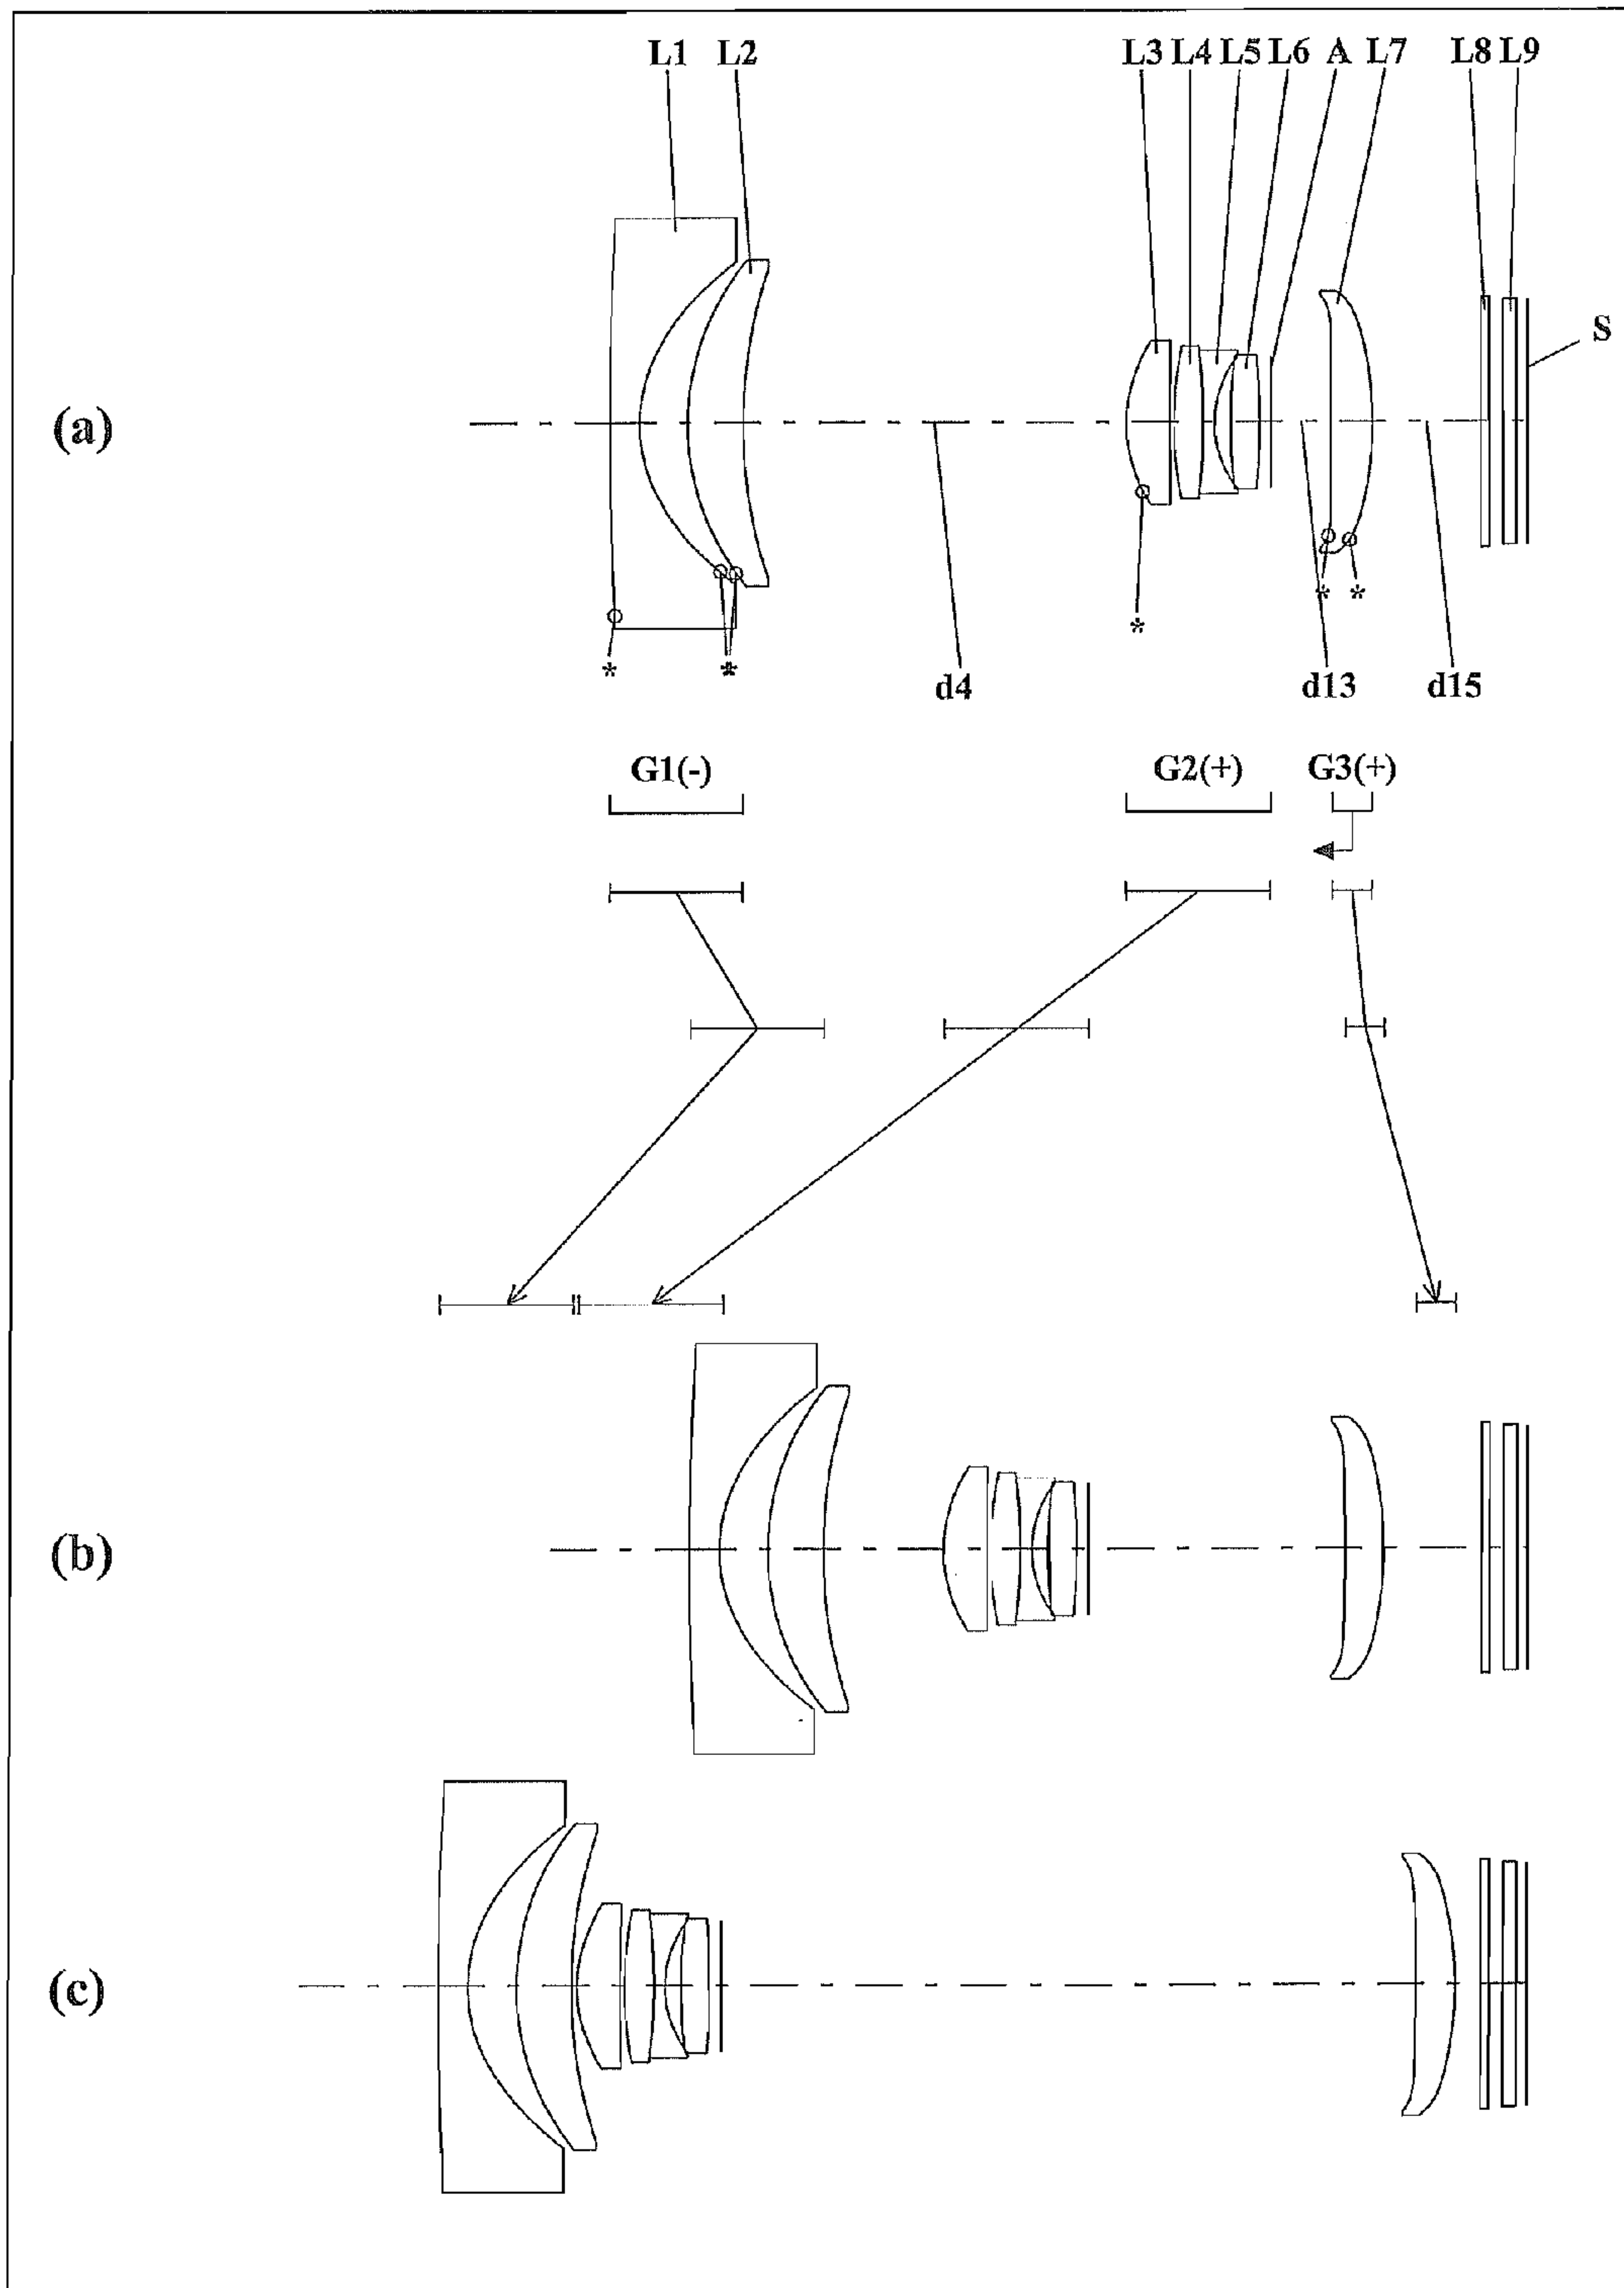 L1 L2 L3 L4 L5 L6 A L7 L8 L9
S
(a)
* *
*
* *
d4 d13 d15
G1(-) G2(+) G3(+)
(b)
(c)